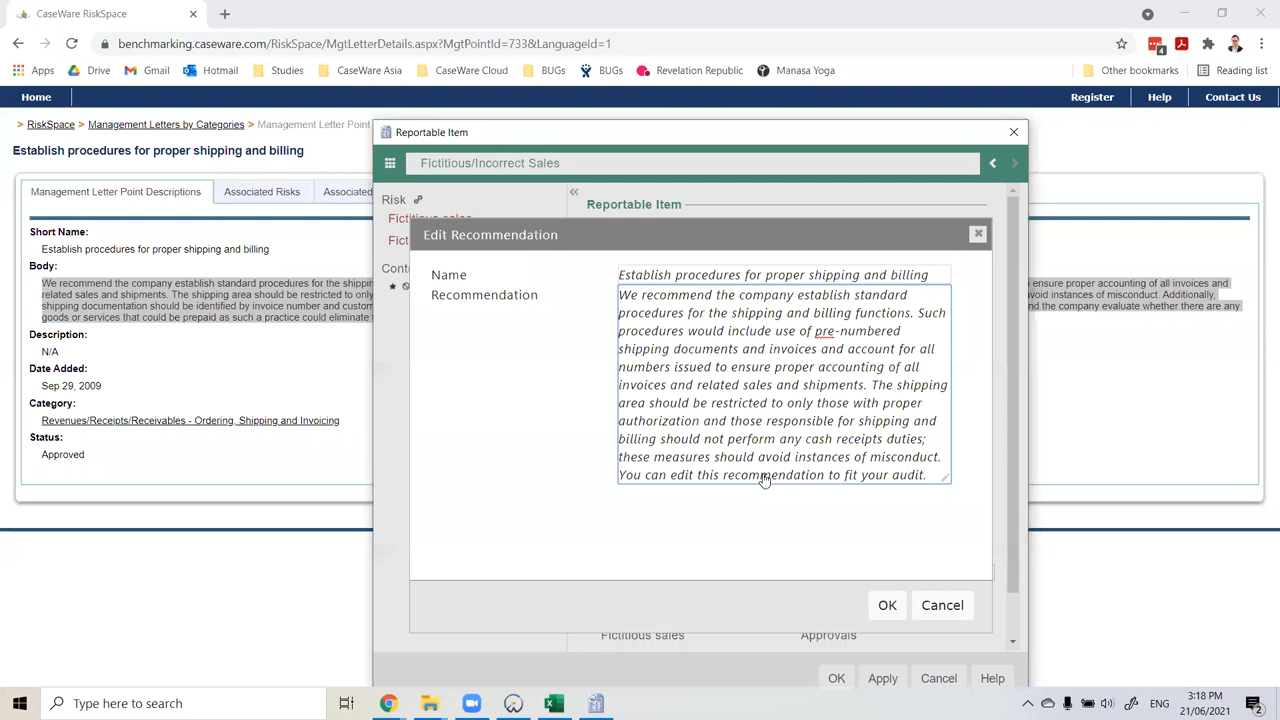 CaseWare RiskSpace
benchmarking.caseware.com/RiskSpace/MgtLetterDetails.aspx?MgtPointId=733&LanguageId=1
4
Apps Drive Gmail Hotmail Studies CaseWare Asia CaseWare Cloud BUGs BUGs Revelation Republic Manasa Yoga Other bookmarks Reading list
Home Register Help Contact Us
> RiskSpace > Management Letters by Categories > Management Letter Point
Establish procedures for proper shipping and billing
Management Letter Point Descriptions Associated Risks Associated
Short Name:
Establish procedures for proper shipping and billing
Body:
We recommend the company establish standard procedures for the shippin
related sales and shipments. The shipping area should be restricted to only
shipping documentation should be identified by invoice number and custom
goods or services that could be prepaid as such a practice could eliminate t
o ensure proper accounting of all invoices and
void instances of misconduct. Additionally,
nd the company evaluate whether there are any
Description:
N/A
Date Added:
Sep 29, 2009
Category:
Revenues/Receipts/Receivables - Ordering, Shipping and Invoicing
Status:
Approved
Reportable Item
Fictitious/Incorrect Sales
Risk
Fictitious sales
Fict
Cont
Reportable Item
Edit Recommendation
Name
Establish procedures for proper shipping and billing
Recommendation
We recommend the company establish standard
procedures for the shipping and billing functions. Such
procedures would include use of pre-numbered
shipping documents and invoices and account for all
numbers issued to ensure proper accounting of all
invoices and related sales and shipments. The shipping
area should be restricted to only those with proper
authorization and those responsible for shipping and
billing should not perform any cash receipts duties;
these measures should avoid instances of misconduct.
You can edit this recommendation to fit your audit.
OK Cancel
Fictitious sales Approvals
OK Apply Cancel Help
Type here to search
ENG
3:18 PM
21/06/2021
2